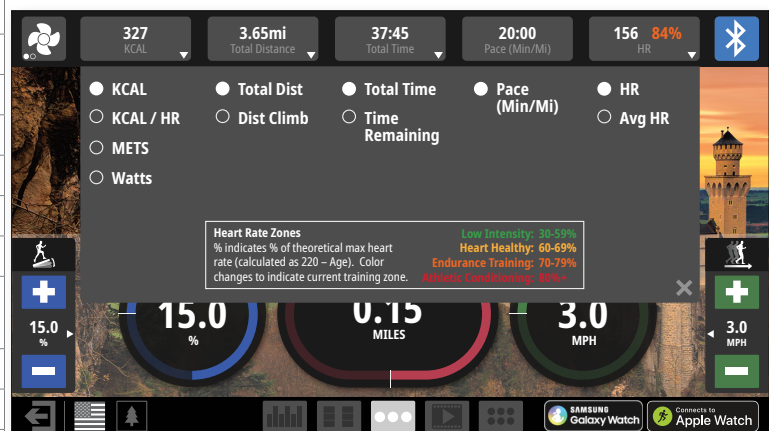 327
KCAL
3.65mi
Total Distance
37:45
Total Time
20:00
Pace (Min/Mi)
156 84%
HR
KCAL
KCAL / HR
METS
Watts
Total Dist
Dist Climb
Total Time
Time
Remaining
Pace
(Min/Mi)
HR
Avg HR
Heart Rate Zones
% indicates % of theoretical max heart
rate (calculated as 220 – Age). Color
changes to indicate current training zone.
Low Intensity: 30-59%
Heart Healthy: 60-69%
Endurance Training: 70-79%
Athletic Conditioning: 80%+
15.0
%
15.0
%
0.15
MILES
3.0
MPH
3.0
MPH
SAMSUNG
Galaxy Watch
Connects to
Apple Watch